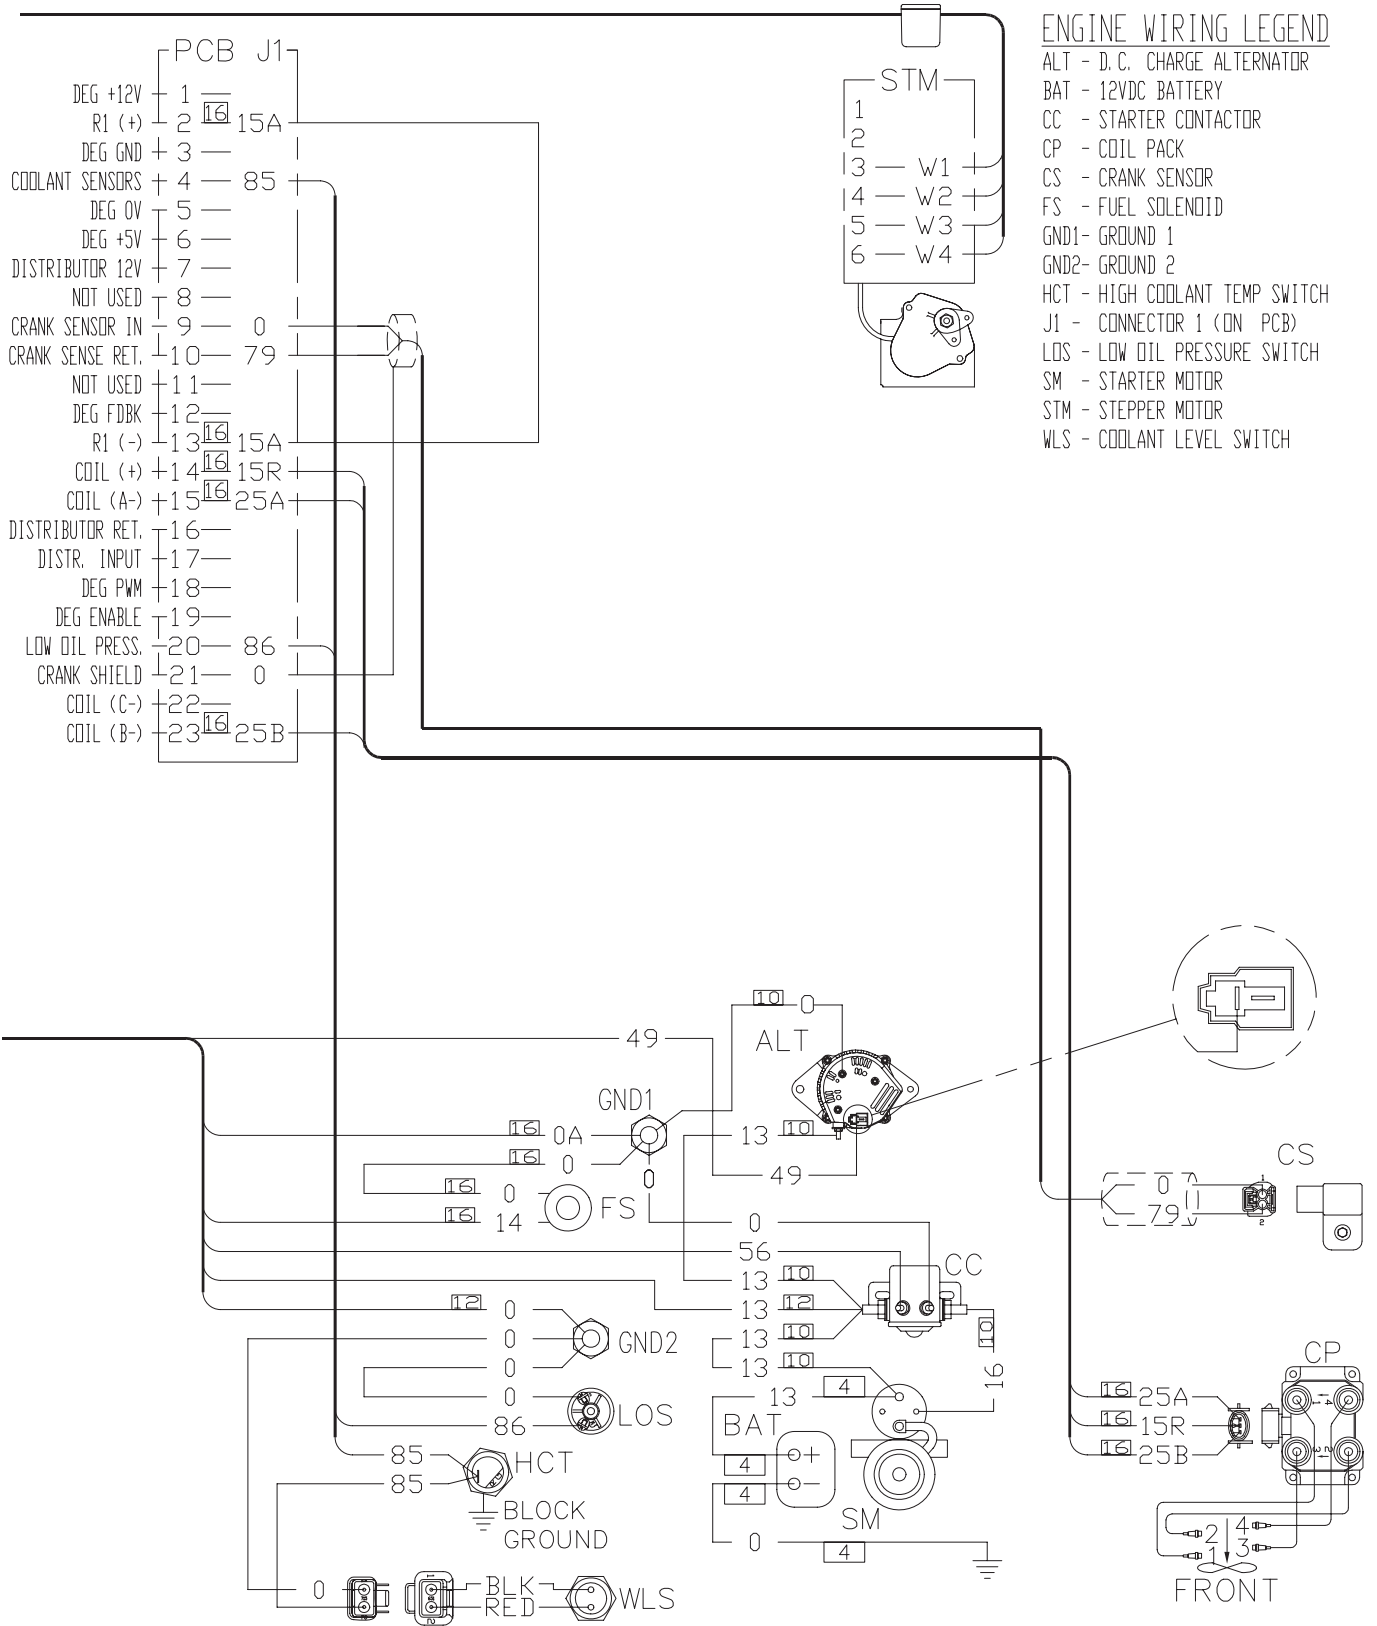 PCB J1
DEG +12V 1
R1 (+) 2 16 15A
DEG GND 3
COOLANT SENSORS 4 85
DEG 0V 5
DEG +5V 6
DISTRIBUTOR 12V 7
NOT USED 8
CRANK SENSOR IN 9 0
CRANK SENSE RET. 10 79
NOT USED 11
DEG FDBK 12
R1 (-) 13 16 15A
COIL (+) 14 16 15R
COIL (A-) 15 16 25A
DISTRIBUTOR RET. 16
DISTR. INPUT 17
DEG PWM 18
DEG ENABLE 19
LOW OIL PRESS. 20 86
CRANK SHIELD 21 0
COIL (C-) 22
COIL (B-) 23 16 25B
STM
1
2
3 W1
4 W2
5 W3
6 W4
ENGINE WIRING LEGEND
ALT - D.C. CHARGE ALTERNATOR
BAT - 12VDC BATTERY
CC - STARTER CONTACTOR
CP - COIL PACK
CS - CRANK SENSOR
FS - FUEL SOLENOID
GND1- GROUND 1
GND2- GROUND 2
HCT - HIGH COOLANT TEMP SWITCH
J1 - CONNECTOR 1 (ON PCB)
LOS - LOW OIL PRESSURE SWITCH
SM - STARTER MOTOR
STM - STEPPER MOTOR
WLS - COOLANT LEVEL SWITCH
10 0
49
ALT
GND1
16 0A
13 10
16 0
0
49
16 0
FS
16 14
0
56
CC
13 10
12 0
13 12
0
GND2
13 10
10
0
13 10
16
0
LOS
86
13 4
BAT
4
+
4
-
SM
0
4
85
HCT
85
BLOCK
GROUND
0
1
2
BLK
RED
WLS
CS
0
79
1
2
CP
16 25A
16 15R
16 25B
1
4
3
2
2 4
1 3
FRONT